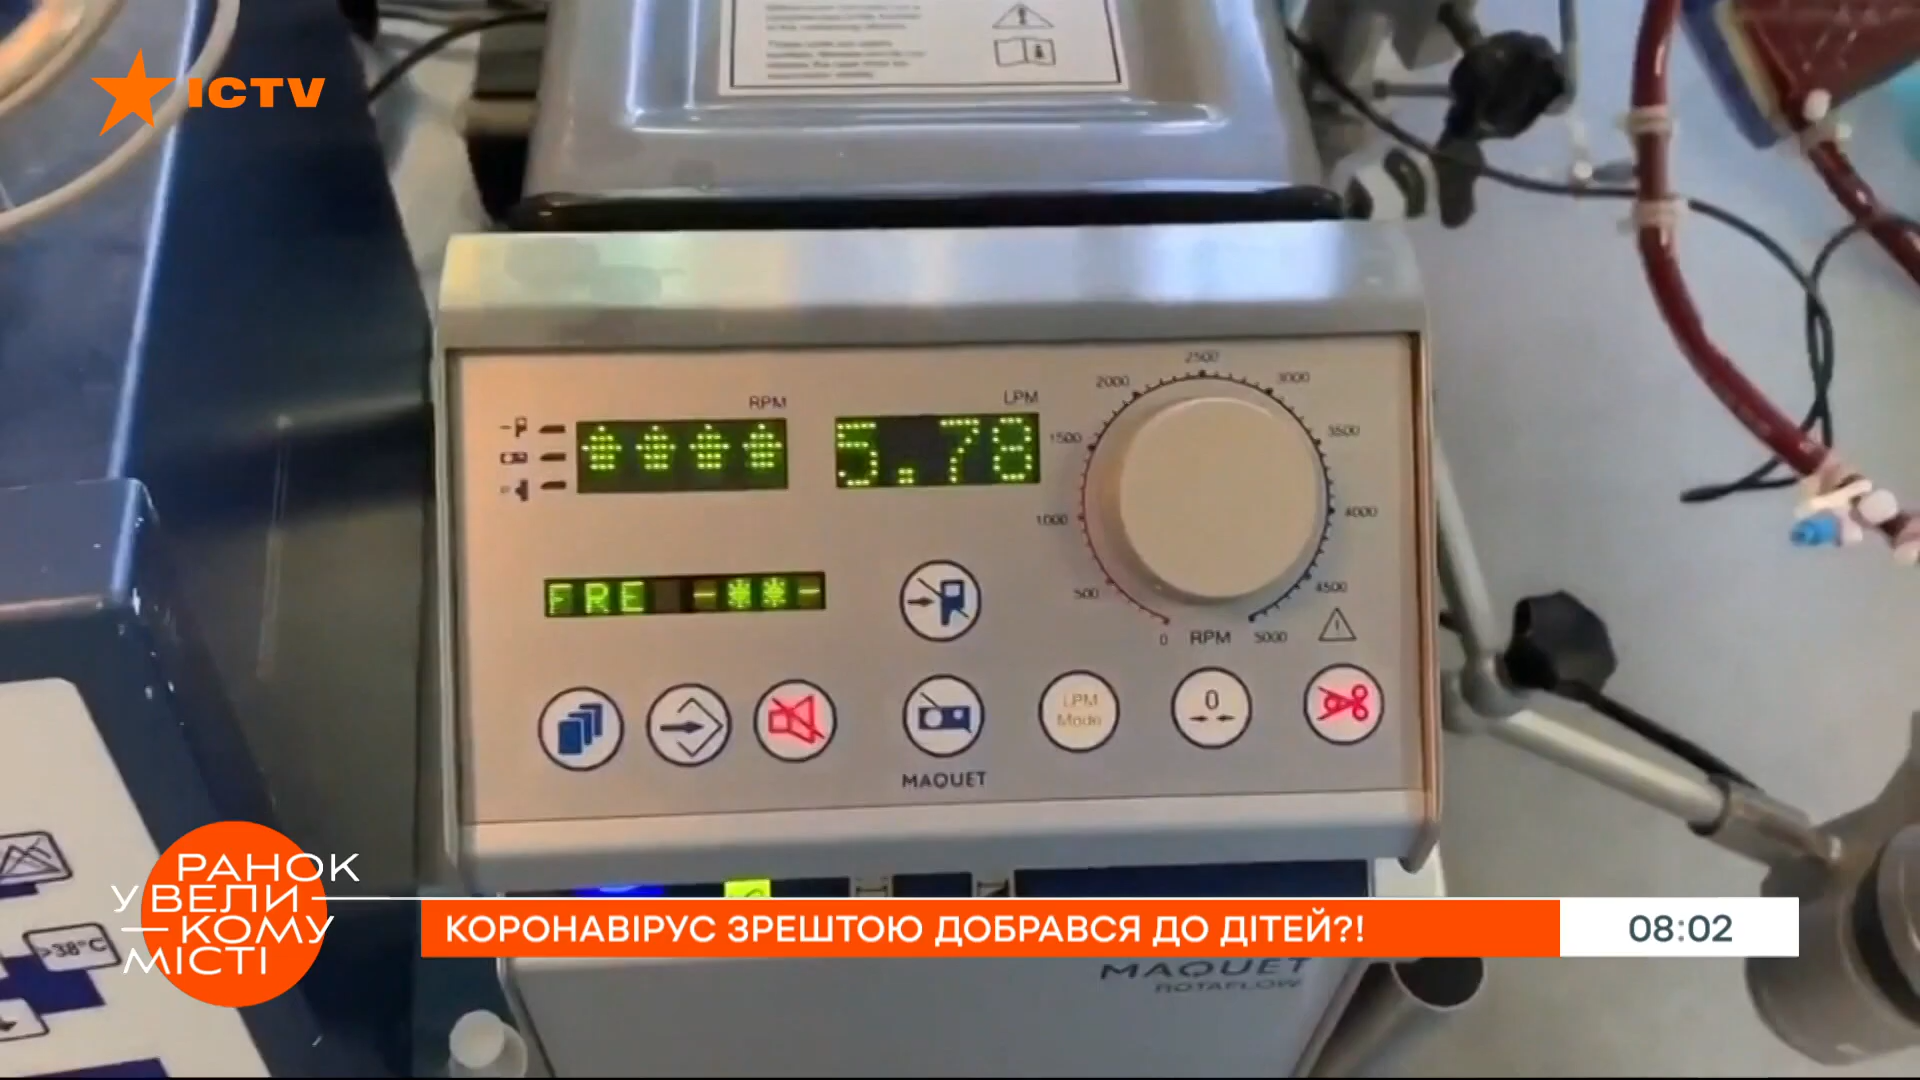 ICTV
RPM
LPM
5.78
FRE -**-
0
500
1000
1500
2000
2500
3000
3500
4000
4500
5000
RPM
LPM
Mode
0
MAQUET
>38°C
РАНОК
У ВЕЛИ–
–КОМУ
МІСТІ
КОРОНАВІРУС ЗРЕШТОЮ ДОБРАВСЯ ДО ДІТЕЙ?!
08:02
MAQUET
ROTAFLOW